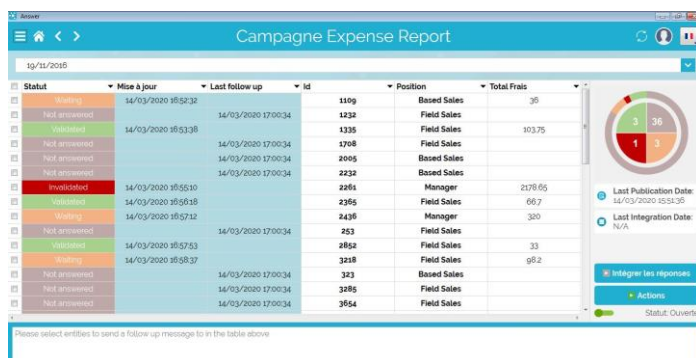 Answer
Campagne Expense Report
19/11/2016
Statut Mise à jour Last follow up Id Position Total Frais
Waiting 14/03/2020 16:52:32 1109 Based Sales 36
Not answered 14/03/2020 17:00:34 1232 Field Sales
Validated 14/03/2020 16:53:38 1335 Field Sales 103,75
Not answered 14/03/2020 17:00:34 1708 Field Sales
Not answered 14/03/2020 17:00:34 2005 Based Sales
Not answered 14/03/2020 17:00:34 2232 Based Sales
Invalidated 14/03/2020 16:55:10 2261 Manager 2178.65
Validated 14/03/2020 16:56:18 2365 Field Sales 66.7
Waiting 14/03/2020 16:57:12 2436 Manager 320
Not answered 14/03/2020 17:00:34 253 Field Sales
Validated 14/03/2020 16:57:53 2852 Field Sales 33
Waiting 14/03/2020 16:58:37 3218 Field Sales 98.2
Not answered 14/03/2020 17:00:34 323 Based Sales
Not answered 14/03/2020 17:00:34 3285 Field Sales
Not answered 14/03/2020 17:00:34 3654 Field Sales
3 36
1 3
Last Publication Date:
14/03/2020 15:51:36
Last Integration Date:
N/A
Intégrer les réponses
Actions
Statut: Ouverte
Please select entities to send a follow up message to in the table above